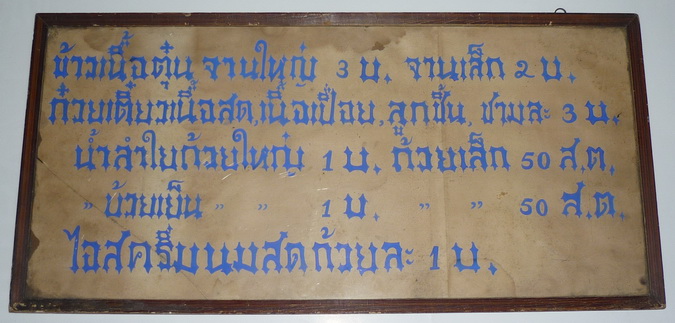 ข้าวเนื้อตุ๋น จานใหญ่ 3 บ. จานเล็ก 2 บ.
ก๋วยเตี๋ยวเนื้อสด, เนื้อเปื่อย, ลูกชิ้น, ชามละ 3 บ.
น้ำลำใยถ้วยใหญ่ 1 บ. ถ้วยเล็ก 50 ส.ต.
" บ๊วยเย็น " " 1 บ. " " 50 ส.ต.
ไอสครีมนมสดถ้วยละ 1 บ.